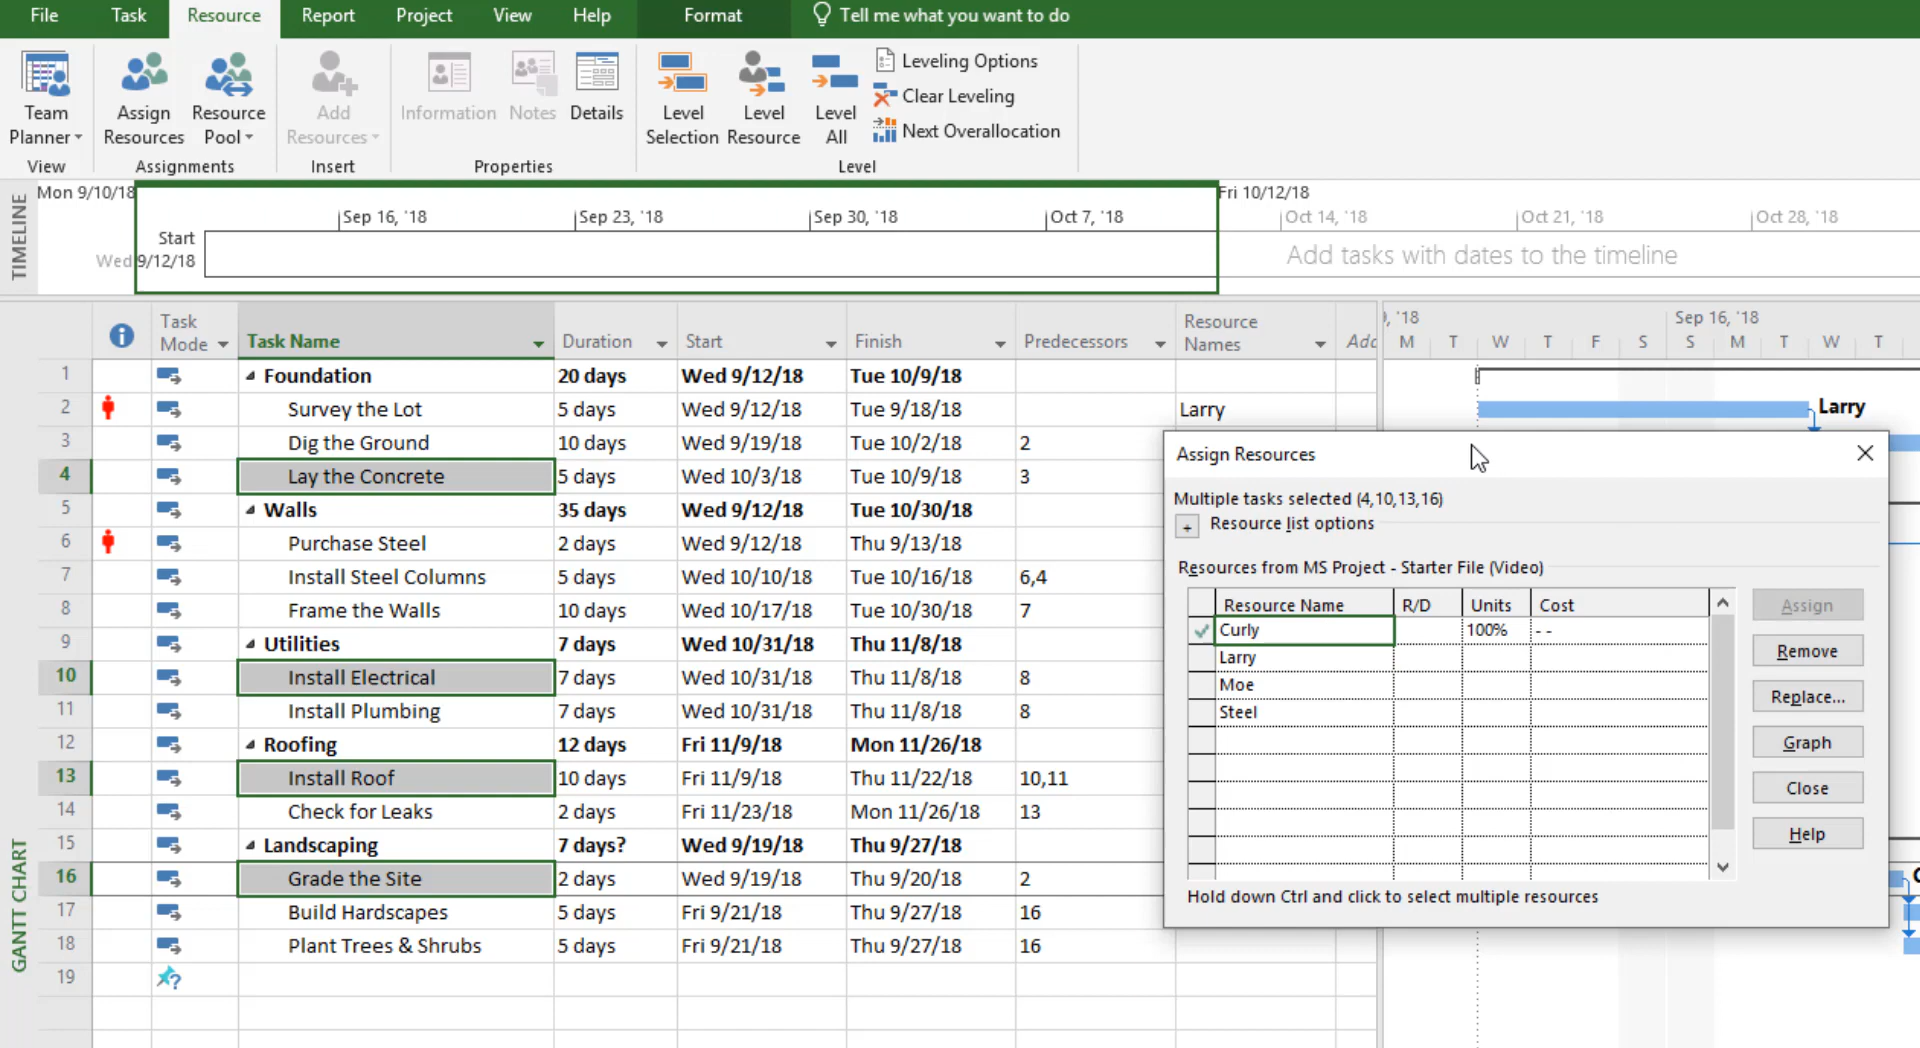 File Task Resource Report Project View Help Format Tell me what you want to do
Team Planner
Assign Resources
Resource Pool
Add Resources
Information
Notes
Details
Level Selection
Level Resource
Level All
Leveling Options
Clear Leveling
Next Overallocation
View Assignments Insert Properties Level
TIMELINE
Mon 9/10/18 Fri 10/12/18
Sep 16, '18 Sep 23, '18 Sep 30, '18 Oct 7, '18 Oct 14, '18 Oct 21, '18 Oct 28, '18
Start
Wed 9/12/18
Add tasks with dates to the timeline
GANTT CHART
Task Mode Task Name Duration Start Finish Predecessors Resource Names Add
, '18 Sep 16, '18
M T W T F S S M T W T
1 Foundation 20 days Wed 9/12/18 Tue 10/9/18
2 Survey the Lot 5 days Wed 9/12/18 Tue 9/18/18 Larry Larry
3 Dig the Ground 10 days Wed 9/19/18 Tue 10/2/18 2
4 Lay the Concrete 5 days Wed 10/3/18 Tue 10/9/18 3
5 Walls 35 days Wed 9/12/18 Tue 10/30/18
6 Purchase Steel 2 days Wed 9/12/18 Thu 9/13/18
7 Install Steel Columns 5 days Wed 10/10/18 Tue 10/16/18 6,4
8 Frame the Walls 10 days Wed 10/17/18 Tue 10/30/18 7
9 Utilities 7 days Wed 10/31/18 Thu 11/8/18
10 Install Electrical 7 days Wed 10/31/18 Thu 11/8/18 8
11 Install Plumbing 7 days Wed 10/31/18 Thu 11/8/18 8
12 Roofing 12 days Fri 11/9/18 Mon 11/26/18
13 Install Roof 10 days Fri 11/9/18 Thu 11/22/18 10,11
14 Check for Leaks 2 days Fri 11/23/18 Mon 11/26/18 13
15 Landscaping 7 days? Wed 9/19/18 Thu 9/27/18
16 Grade the Site 2 days Wed 9/19/18 Thu 9/20/18 2
17 Build Hardscapes 5 days Fri 9/21/18 Thu 9/27/18 16
18 Plant Trees & Shrubs 5 days Fri 9/21/18 Thu 9/27/18 16
19
Assign Resources
Multiple tasks selected (4,10,13,16)
+ Resource list options
Resources from MS Project - Starter File (Video)
Resource Name R/D Units Cost
Curly 100% - -
Larry
Moe
Steel
Assign
Remove
Replace...
Graph
Close
Help
Hold down Ctrl and click to select multiple resources